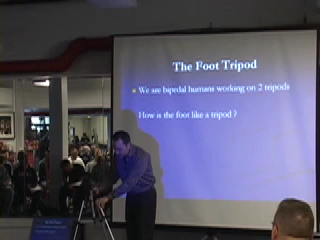 The Foot Tripod
We are bipedal humans working on 2 tripods
How is the foot like a tripod ?